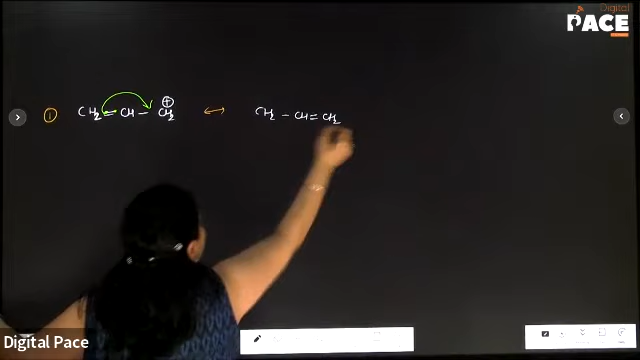 Digital
PACE
① CH₂ = CH – CH₂ ⊕ ↔ CH₂ – CH = CH₂
Digital Pace